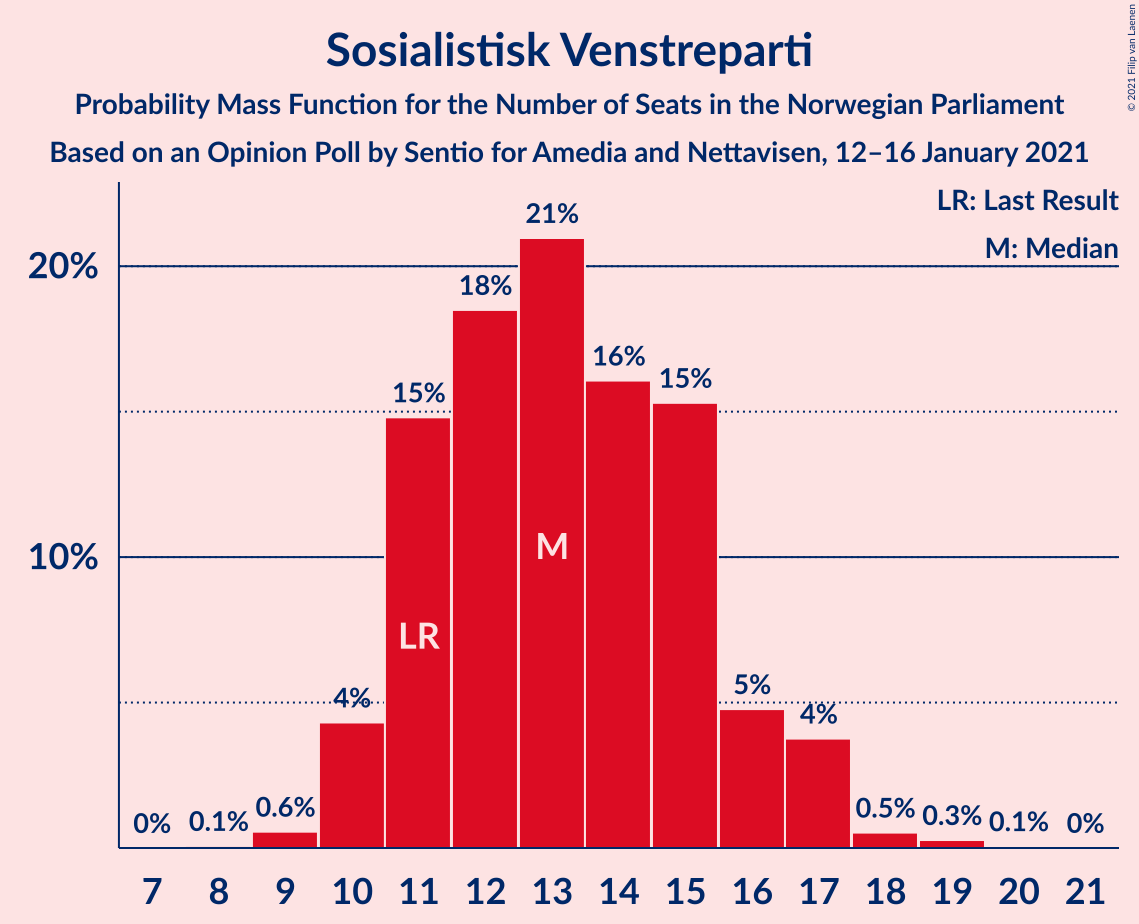 Sosialistisk Venstreparti
Probability Mass Function for the Number of Seats in the Norwegian Parliament
Based on an Opinion Poll by Sentio for Amedia and Nettavisen, 12–16 January 2021
© 2021 Filip van Laenen
LR: Last Result
M: Median
20%
10%
0% 0.1% 0.6% 4% 15% 18% 21% 16% 15% 5% 4% 0.5% 0.3% 0.1% 0%
LR
M
7 8 9 10 11 12 13 14 15 16 17 18 19 20 21